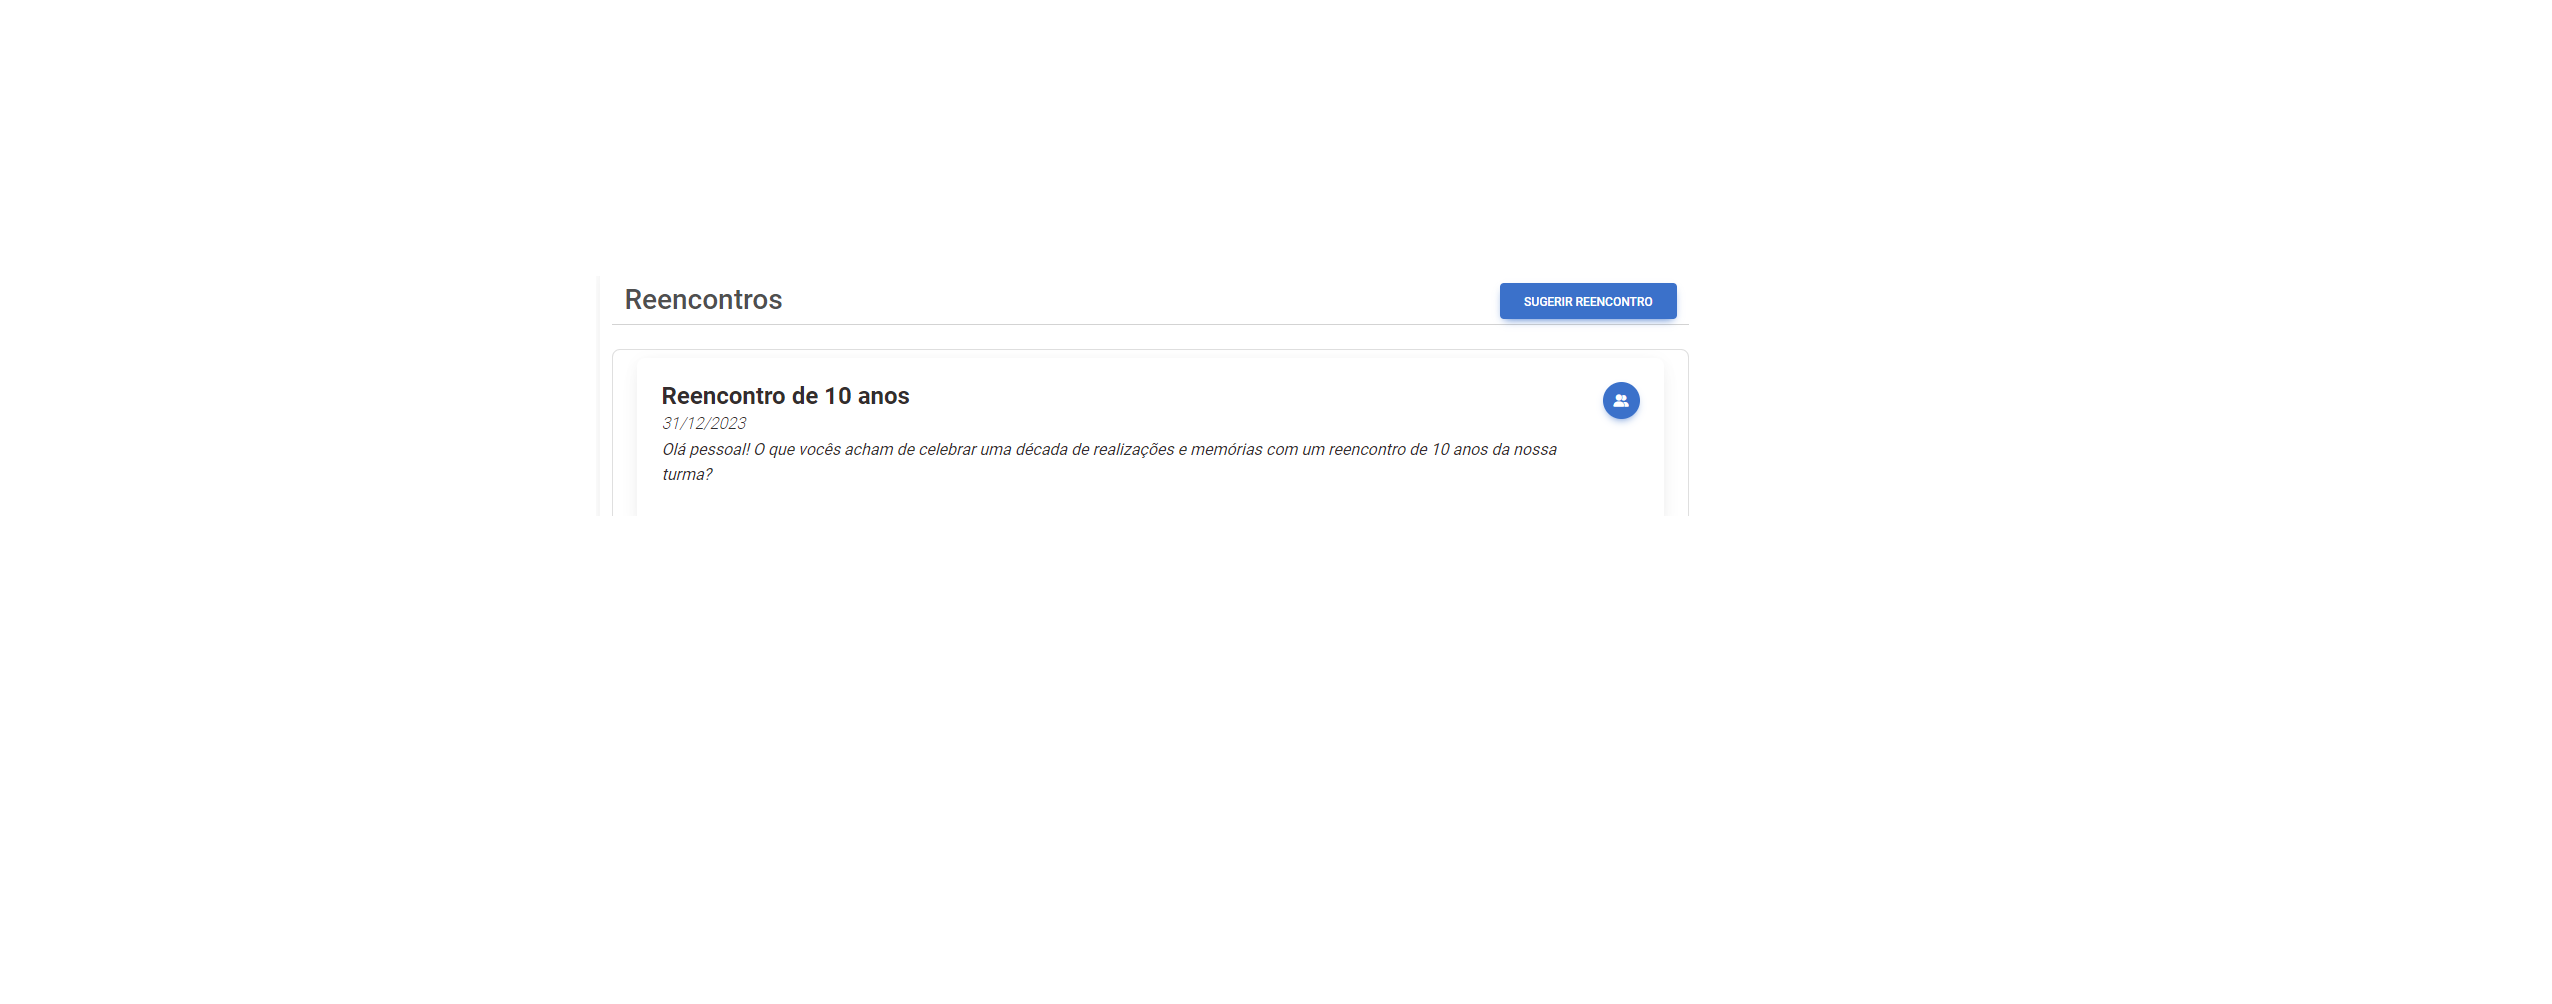 Reencontros
SUGERIR REENCONTRO
Reencontro de 10 anos
31/12/2023
Olá pessoal! O que vocês acham de celebrar uma década de realizações e memórias com um reencontro de 10 anos da nossa
turma?